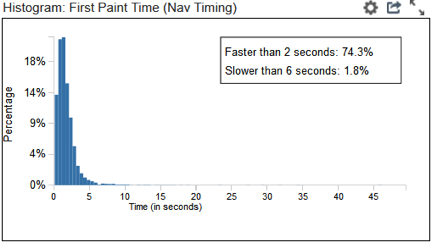 Histogram: First Paint Time (Nav Timing)
Faster than 2 seconds: 74.3%
Slower than 6 seconds: 1.8%
Percentage
18%
14%
9%
4%
0%
0 5 10 15 20 25 30 35 40 45
Time (in seconds)